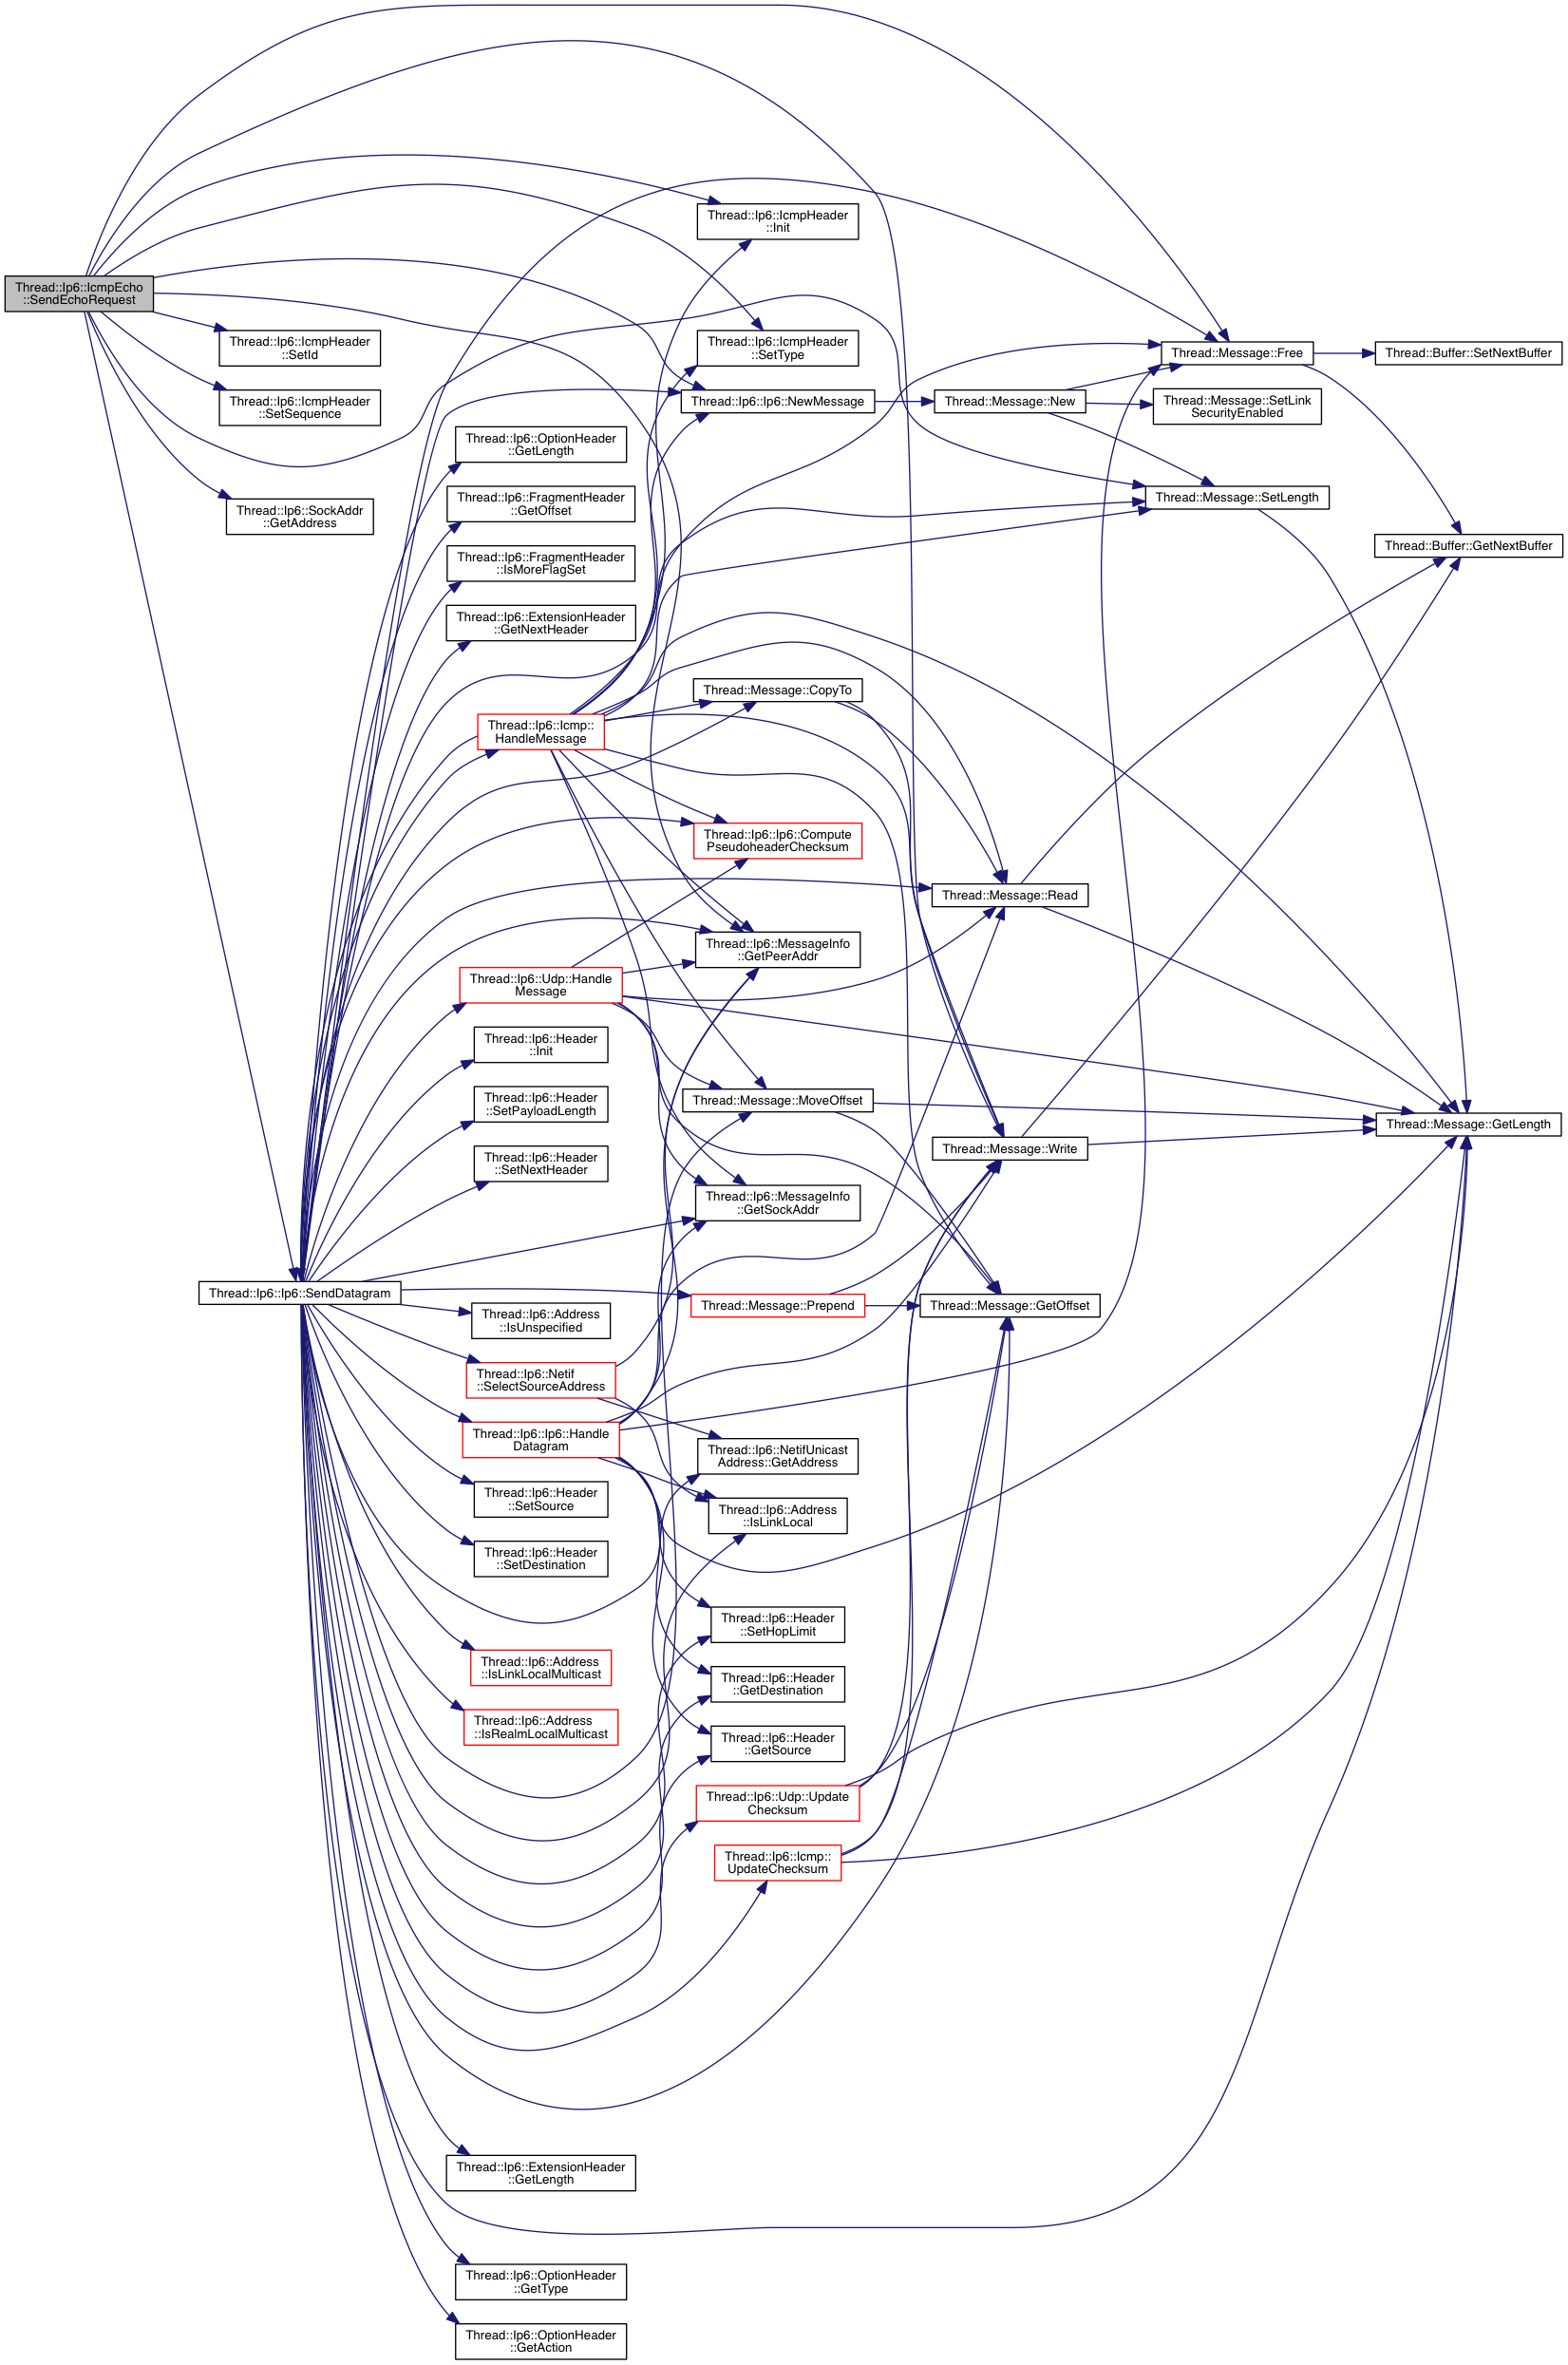 Thread::Ip6::IcmpEcho
::SendEchoRequest
Thread::Ip6::IcmpHeader
::SetId
Thread::Ip6::IcmpHeader
::SetSequence
Thread::Ip6::SockAddr
::GetAddress
Thread::Ip6::Ip6::SendDatagram
Thread::Ip6::OptionHeader
::GetLength
Thread::Ip6::FragmentHeader
::GetOffset
Thread::Ip6::FragmentHeader
::IsMoreFlagSet
Thread::Ip6::ExtensionHeader
::GetNextHeader
Thread::Ip6::Icmp::
HandleMessage
Thread::Ip6::Udp::Handle
Message
Thread::Ip6::Header
::Init
Thread::Ip6::Header
::SetPayloadLength
Thread::Ip6::Header
::SetNextHeader
Thread::Ip6::Address
::IsUnspecified
Thread::Ip6::Netif
::SelectSourceAddress
Thread::Ip6::Ip6::Handle
Datagram
Thread::Ip6::Header
::SetSource
Thread::Ip6::Header
::SetDestination
Thread::Ip6::Address
::IsLinkLocalMulticast
Thread::Ip6::Address
::IsRealmLocalMulticast
Thread::Ip6::ExtensionHeader
::GetLength
Thread::Ip6::OptionHeader
::GetType
Thread::Ip6::OptionHeader
::GetAction
Thread::Ip6::IcmpHeader
::Init
Thread::Ip6::IcmpHeader
::SetType
Thread::Ip6::Ip6::NewMessage
Thread::Message::CopyTo
Thread::Ip6::Ip6::Compute
PseudoheaderChecksum
Thread::Ip6::MessageInfo
::GetPeerAddr
Thread::Message::MoveOffset
Thread::Ip6::MessageInfo
::GetSockAddr
Thread::Message::Prepend
Thread::Ip6::NetifUnicast
Address::GetAddress
Thread::Ip6::Address
::IsLinkLocal
Thread::Ip6::Header
::SetHopLimit
Thread::Ip6::Header
::GetDestination
Thread::Ip6::Header
::GetSource
Thread::Ip6::Udp::Update
Checksum
Thread::Ip6::Icmp::
UpdateChecksum
Thread::Message::New
Thread::Message::Read
Thread::Message::Write
Thread::Message::GetOffset
Thread::Message::Free
Thread::Message::SetLink
SecurityEnabled
Thread::Message::SetLength
Thread::Buffer::SetNextBuffer
Thread::Buffer::GetNextBuffer
Thread::Message::GetLength